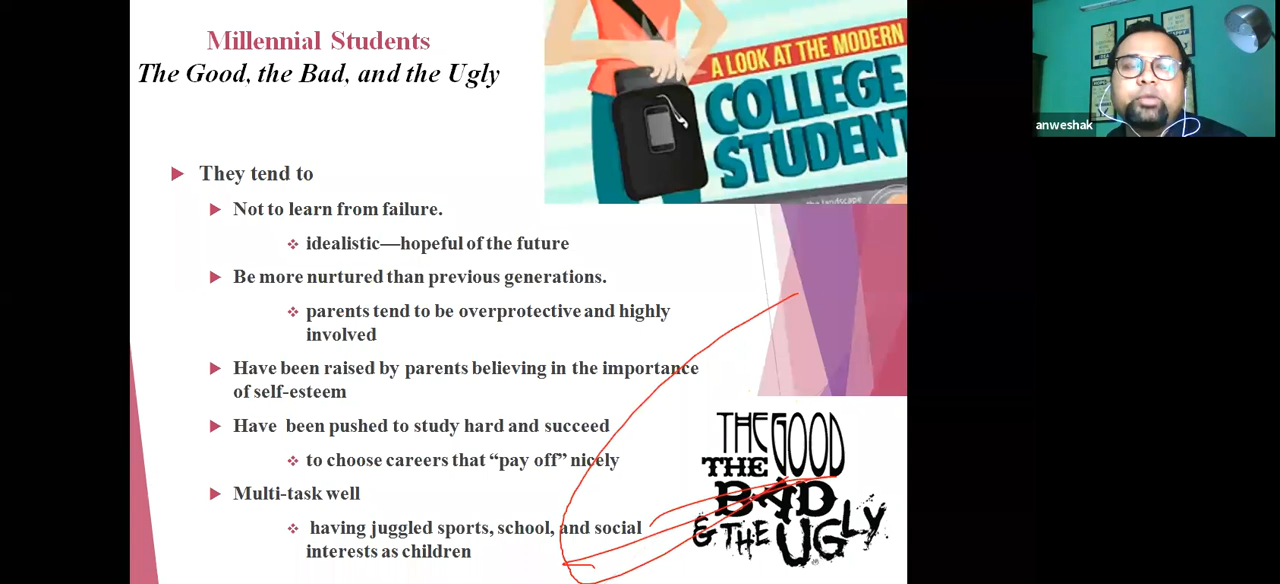 Millennial Students
The Good, the Bad, and the Ugly
A LOOK AT THE MODERN
COLLEGE
STUDENT
the landscape
anweshak
They tend to
Not to learn from failure.
idealistic—hopeful of the future
Be more nurtured than previous generations.
parents tend to be overprotective and highly
involved
Have been raised by parents believing in the importance
of self-esteem
Have been pushed to study hard and succeed
to choose careers that “pay off” nicely
Multi-task well
having juggled sports, school, and social
interests as children
THE GOOD
THE
BAD
& THE UGLY